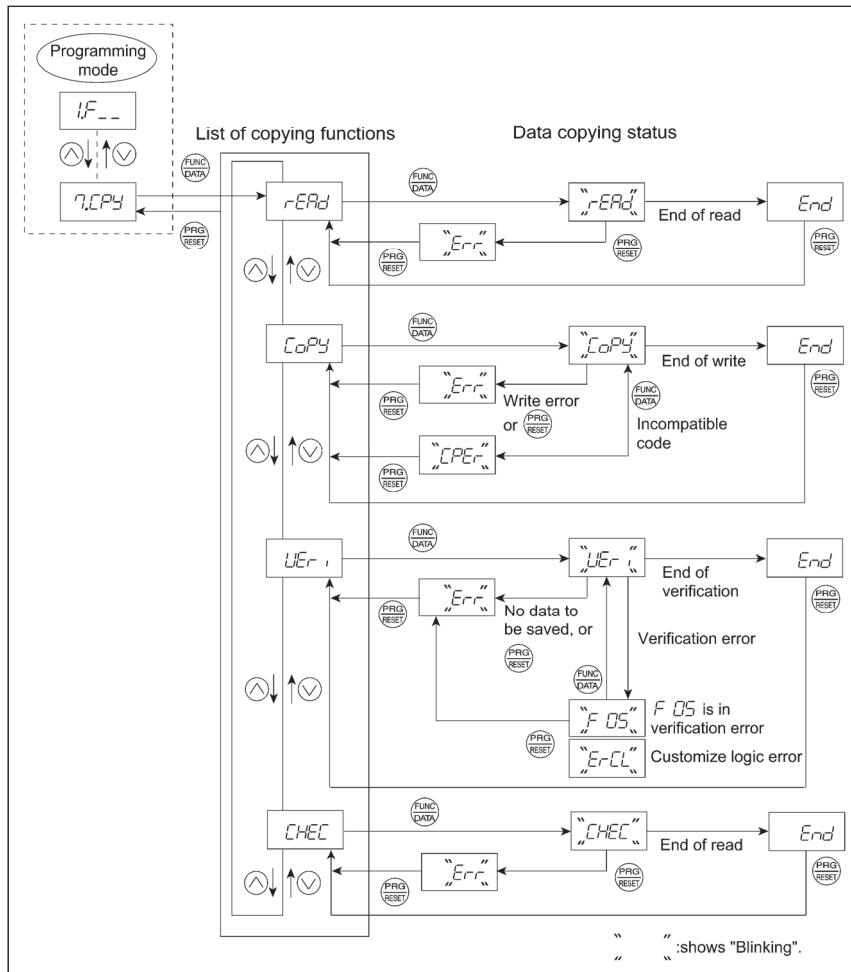 Programming
mode
1.F__
List of copying functions
Data copying status
FUNC
DATA
FUNC
DATA
7.CPY
rEAd
"rEAd"
End of read
End
PRG
RESET
"Err"
PRG
RESET
PRG
RESET
PRG
RESET
FUNC
DATA
CoPY
"CoPY"
End of write
End
"Err"
PRG
RESET
Write error
or PRG
RESET
FUNC
DATA
PRG
RESET
Incompatible
code
"CPEr"
PRG
RESET
FUNC
DATA
UEr i
"UEr i"
End of
verification
End
"Err"
PRG
RESET
No data to
be saved, or
PRG
RESET
PRG
RESET
Verification error
FUNC
DATA
"F 05"
F 05 is in
verification error
PRG
RESET
"ErCL"
Customize logic error
FUNC
DATA
CHEC
"CHEC"
End of read
End
"Err"
PRG
RESET
PRG
RESET
PRG
RESET
" " :shows "Blinking".